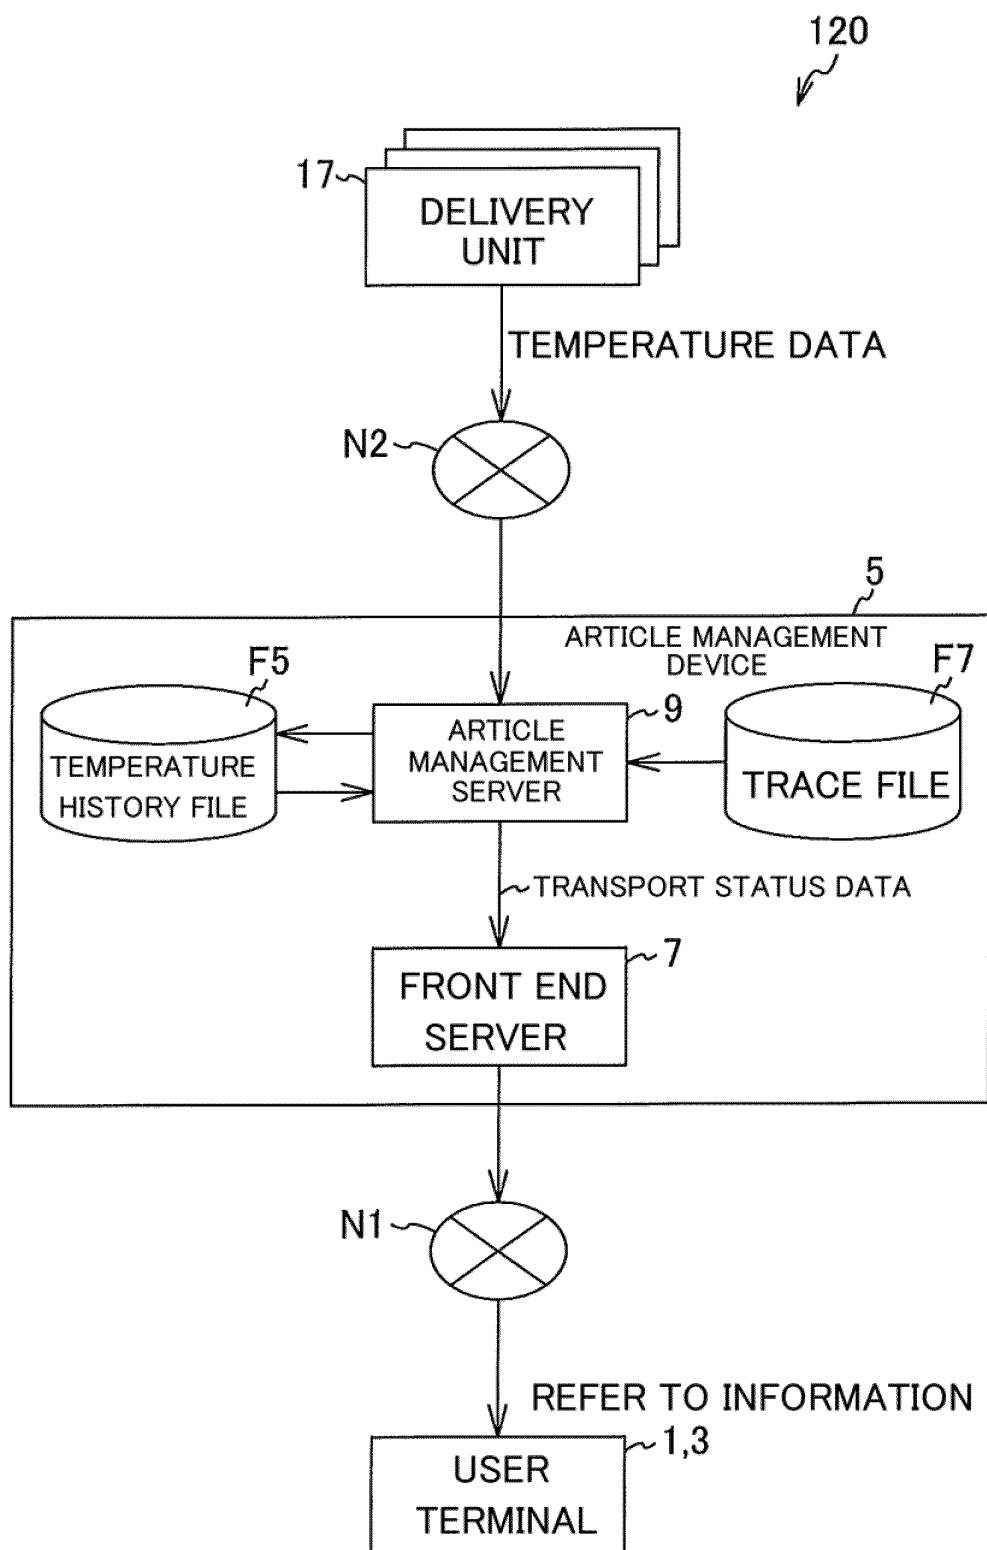 120
17
DELIVERY
UNIT
TEMPERATURE DATA
N2
5
ARTICLE MANAGEMENT
DEVICE
F5
F7
9
ARTICLE
MANAGEMENT
SERVER
TEMPERATURE
HISTORY FILE
TRACE FILE
TRANSPORT STATUS DATA
7
FRONT END
SERVER
N1
REFER TO INFORMATION
1,3
USER
TERMINAL